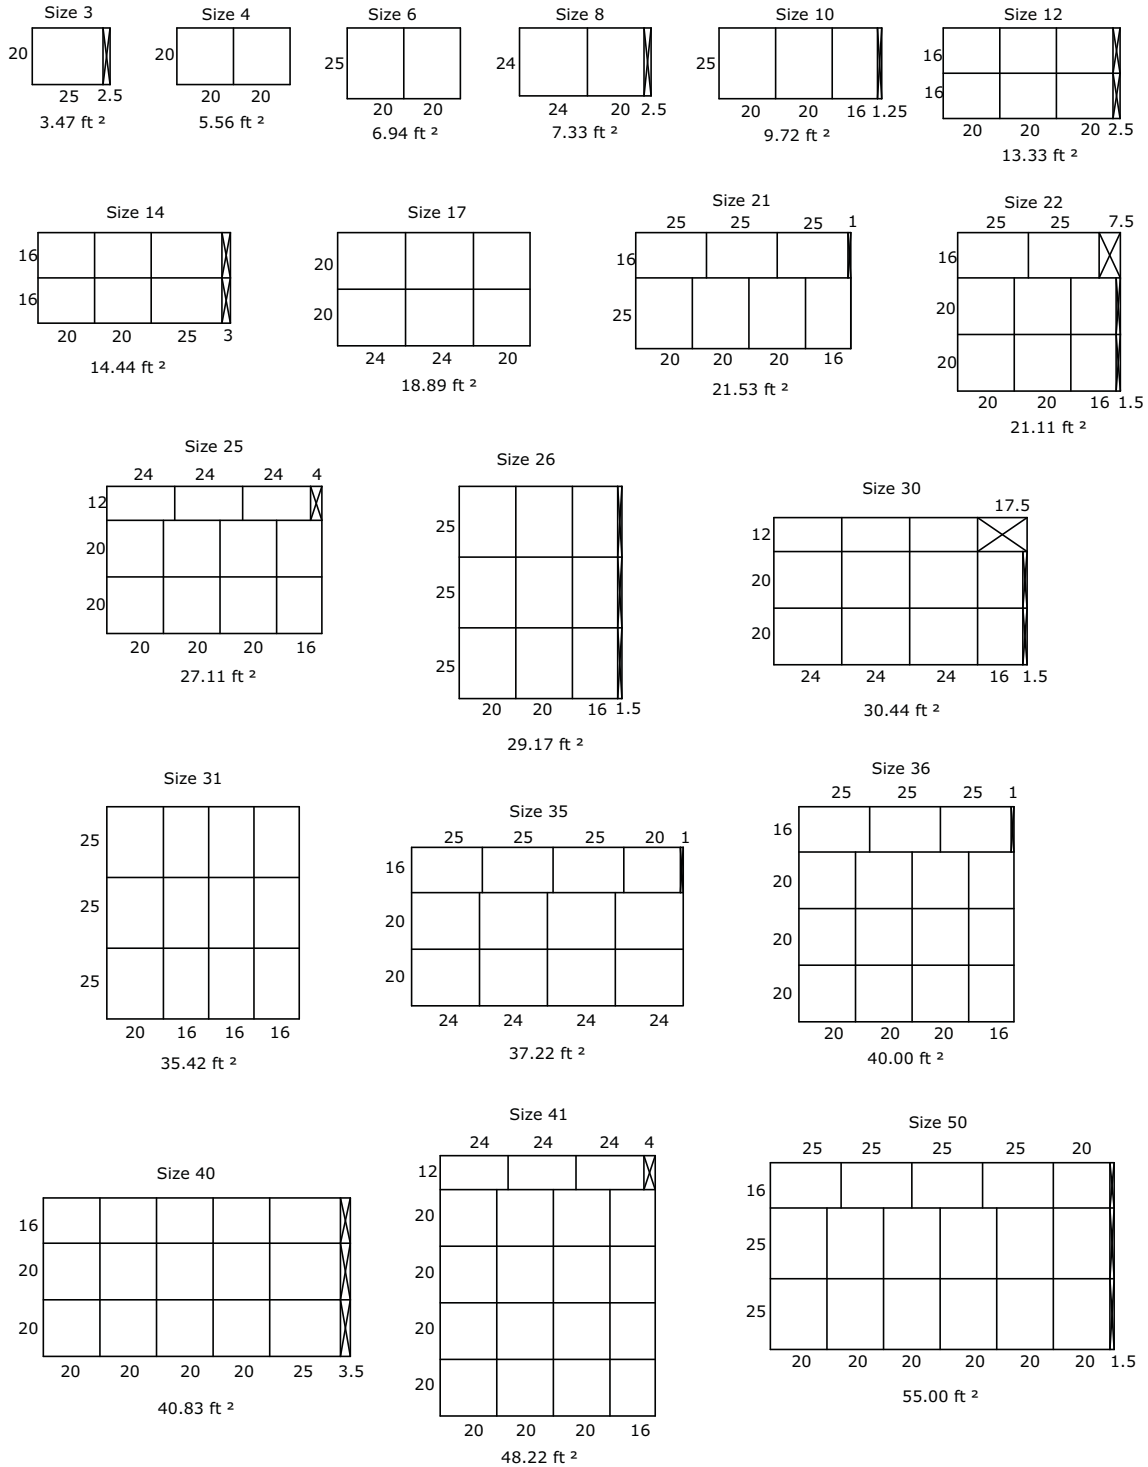 Size 3
20
25 2.5
3.47 ft ²
Size 4
20
20 20
5.56 ft ²
Size 6
25
20 20
6.94 ft ²
Size 8
24
24 20 2.5
7.33 ft ²
Size 10
25
20 20 16 1.25
9.72 ft ²
Size 12
16
16
20 20 20 2.5
13.33 ft ²
Size 14
16
16
20 20 25 3
14.44 ft ²
Size 17
20
20
24 24 20
18.89 ft ²
Size 21
25 25 25 1
16
25
20 20 20 16
21.53 ft ²
Size 22
25 25 7.5
16
20
20
20 20 16 1.5
21.11 ft ²
Size 25
24 24 24 4
12
20
20
20 20 20 16
27.11 ft ²
Size 26
25
25
25
20 20 16 1.5
29.17 ft ²
Size 30
17.5
12
20
20
24 24 24 16 1.5
30.44 ft ²
Size 31
25
25
25
20 16 16 16
35.42 ft ²
Size 35
25 25 25 20 1
16
20
20
24 24 24 24
37.22 ft ²
Size 36
25 25 25 1
16
20
20
20
20 20 20 16
40.00 ft ²
Size 40
16
20
20
20 20 20 20 25 3.5
40.83 ft ²
Size 41
24 24 24 4
12
20
20
20
20
20 20 20 16
48.22 ft ²
Size 50
25 25 25 25 20
16
25
25
20 20 20 20 20 20 1.5
55.00 ft ²